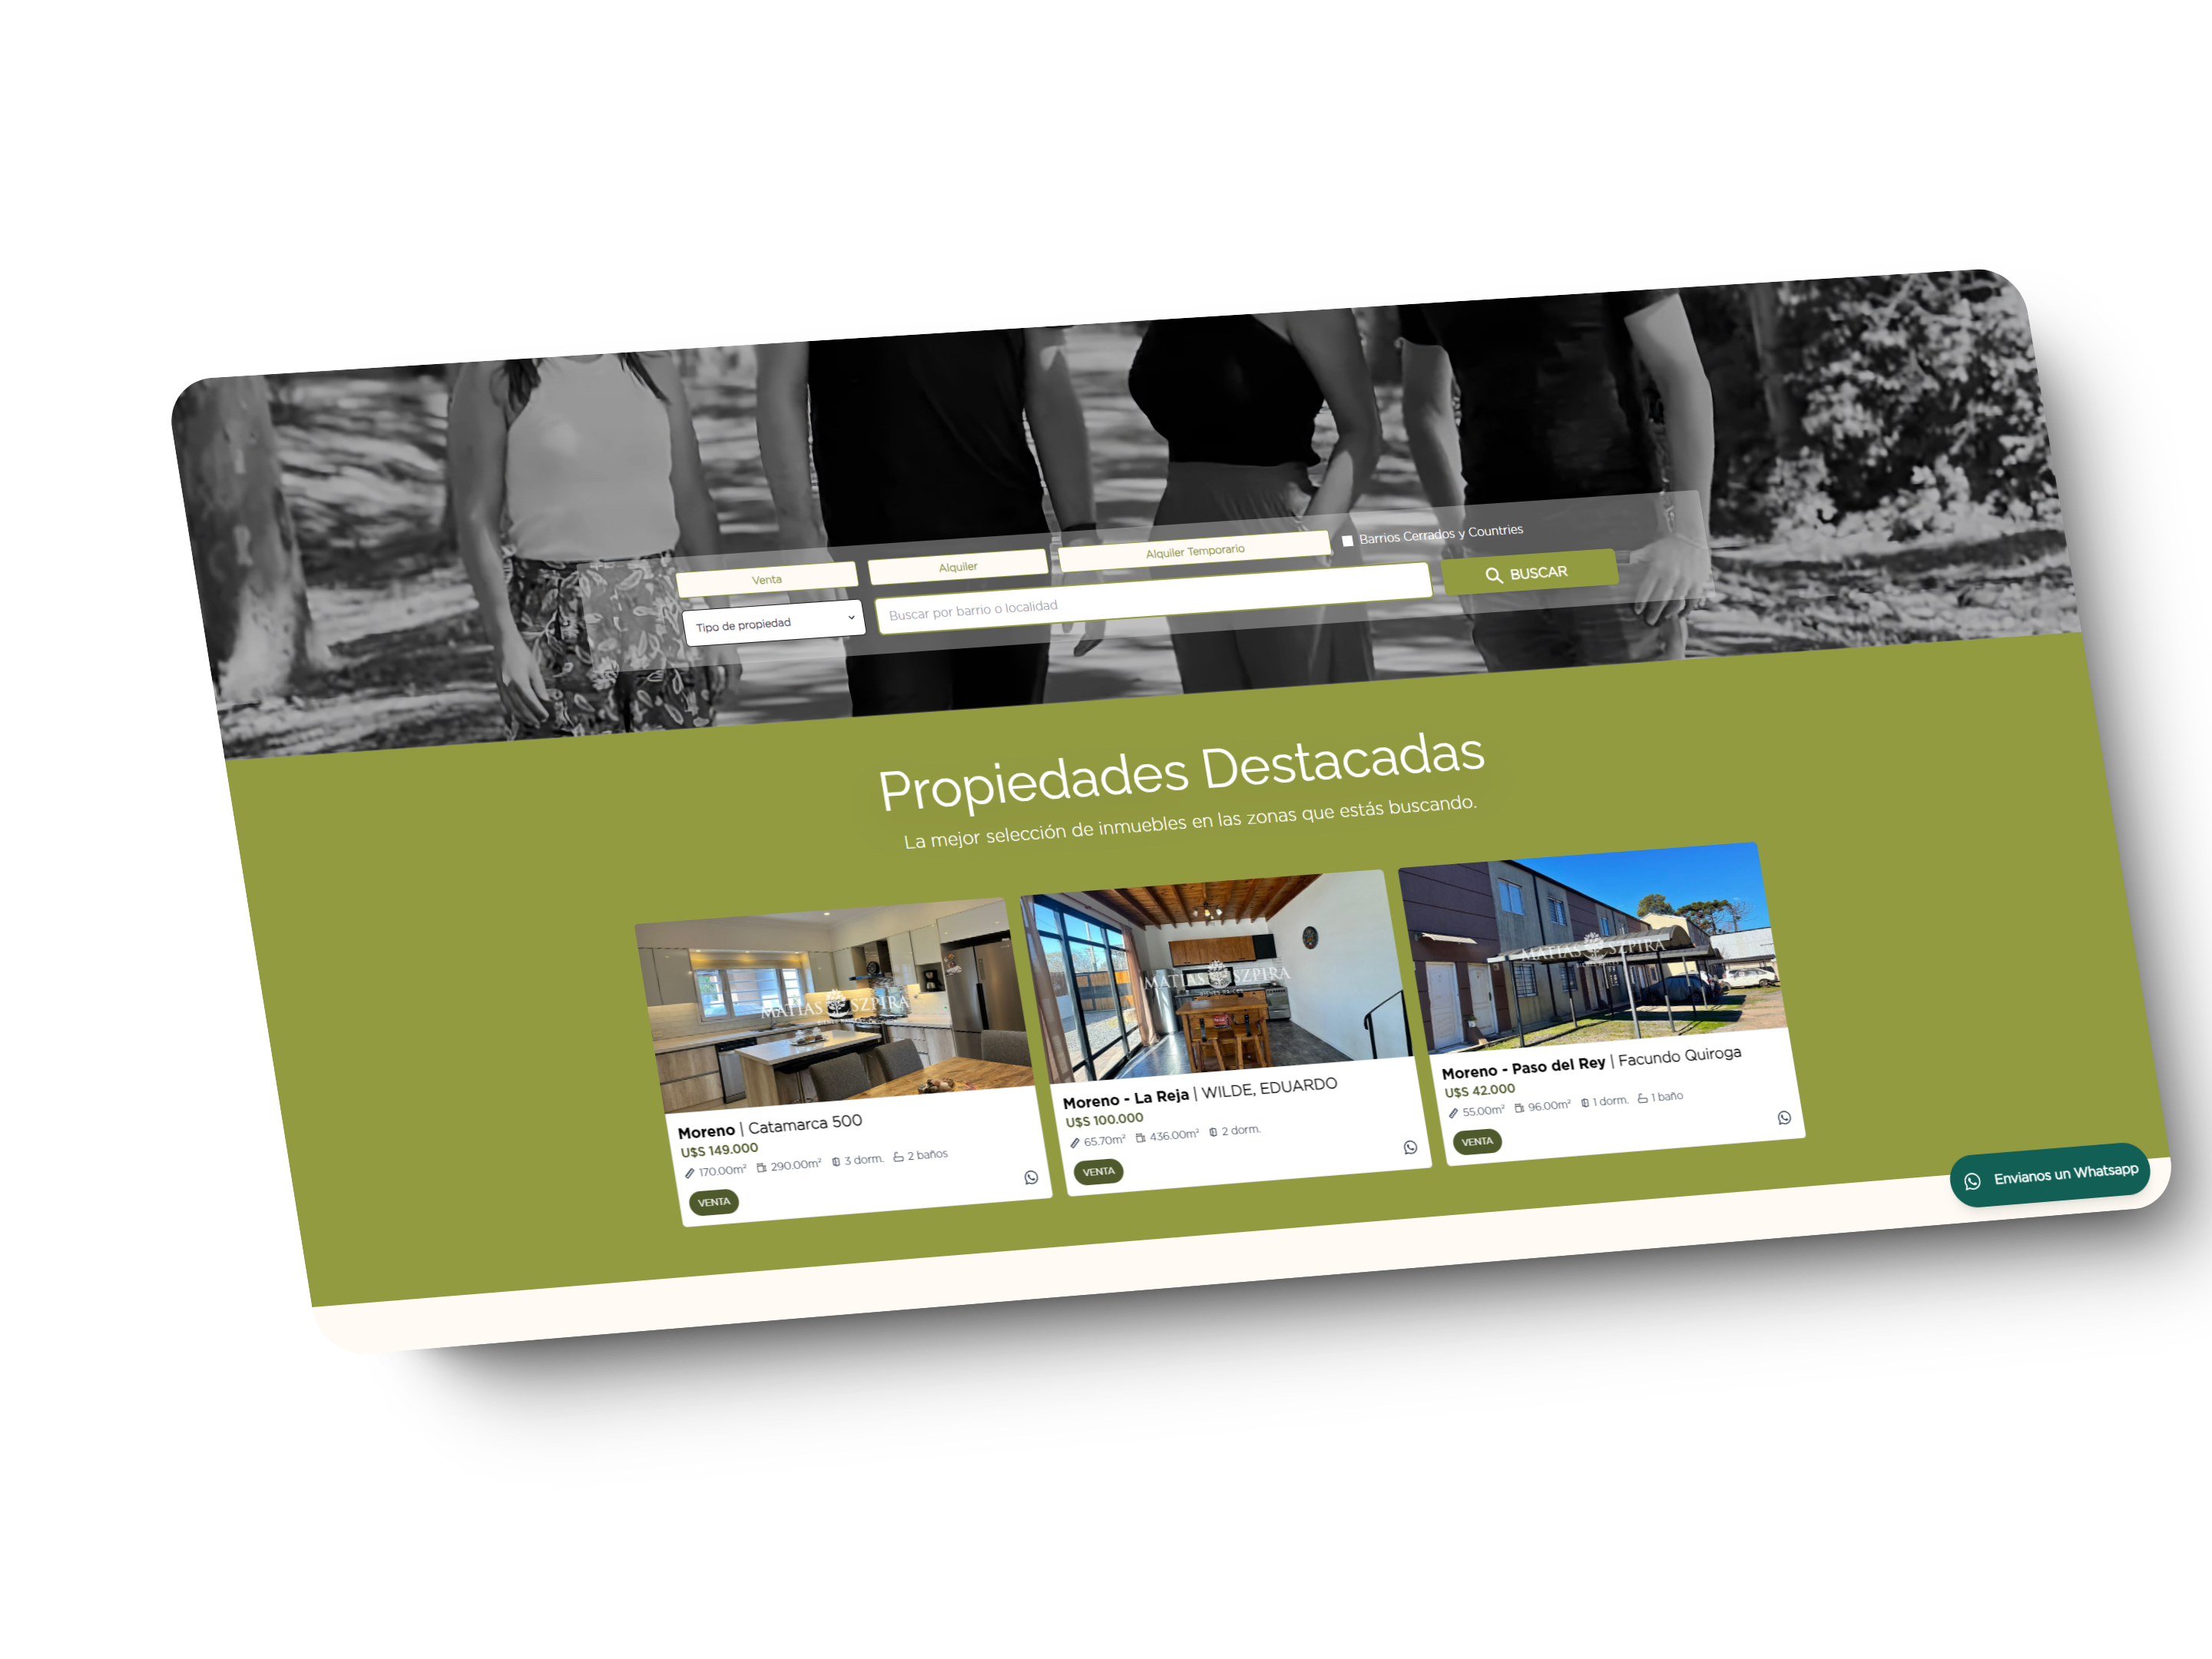 Venta
Alquiler
Alquiler Temporario
Barrios Cerrados y Countries
Tipo de propiedad
Buscar por barrio o localidad
BUSCAR
Propiedades Destacadas
La mejor selección de inmuebles en las zonas que estás buscando.
MATIAS SZPIRA
Moreno | Catamarca 500
U$S 149.000
170.00m² 290.00m² 3 dorm. 2 baños
VENTA
MATIAS SZPIRA
Moreno - La Reja | WILDE, EDUARDO
U$S 100.000
65.70m² 436.00m² 2 dorm.
VENTA
MATIAS SZPIRA
Moreno - Paso del Rey | Facundo Quiroga
U$S 42.000
55.00m² 96.00m² 1 dorm. 1 baño
VENTA
Envianos un Whatsapp